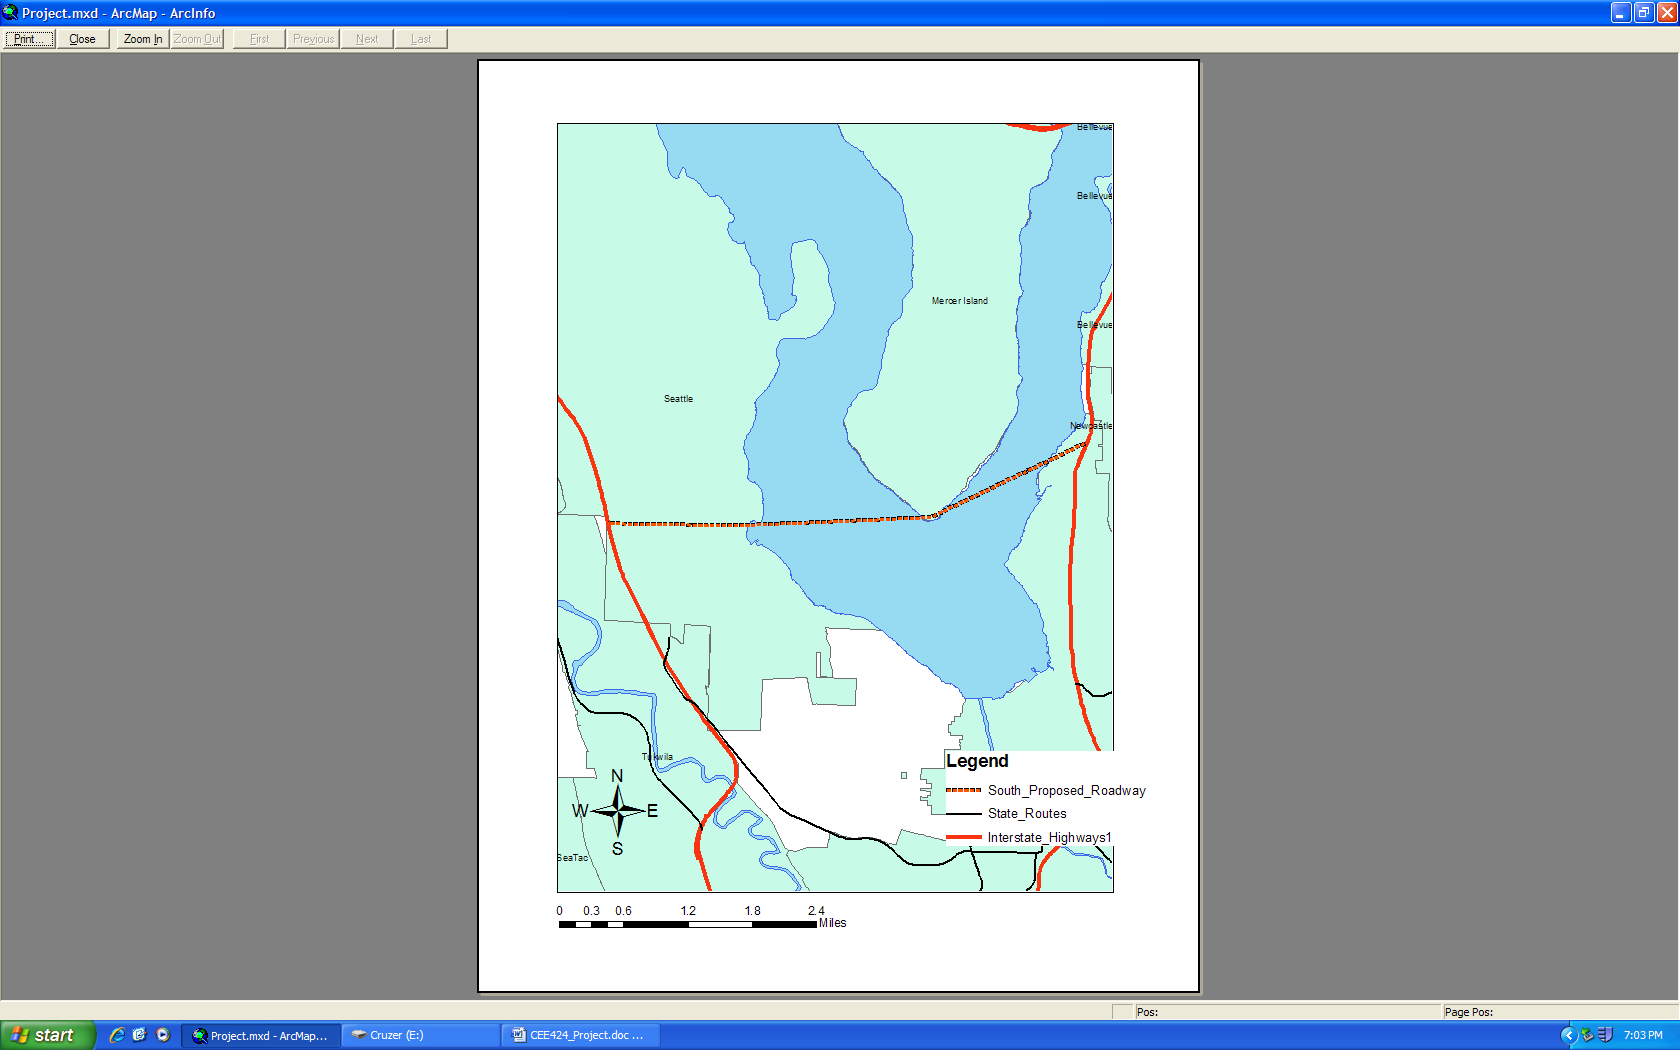 Project.mxd - ArcMap - ArcInfo
Print... Close Zoom In Zoom Out First Previous Next Last
Bellevue
Bellevue
Mercer Island
Bellevue
Seattle
Newcastle
Tukwila
Legend
South_Proposed_Roadway
State_Routes
Interstate_Highways1
N
W E
S
SeaTac
0 0.3 0.6 1.2 1.8 2.4
Miles
Pos: Page Pos:
start Project.mxd - ArcMap... Cruzer (E:) CEE424_Project.doc ... 7:03 PM